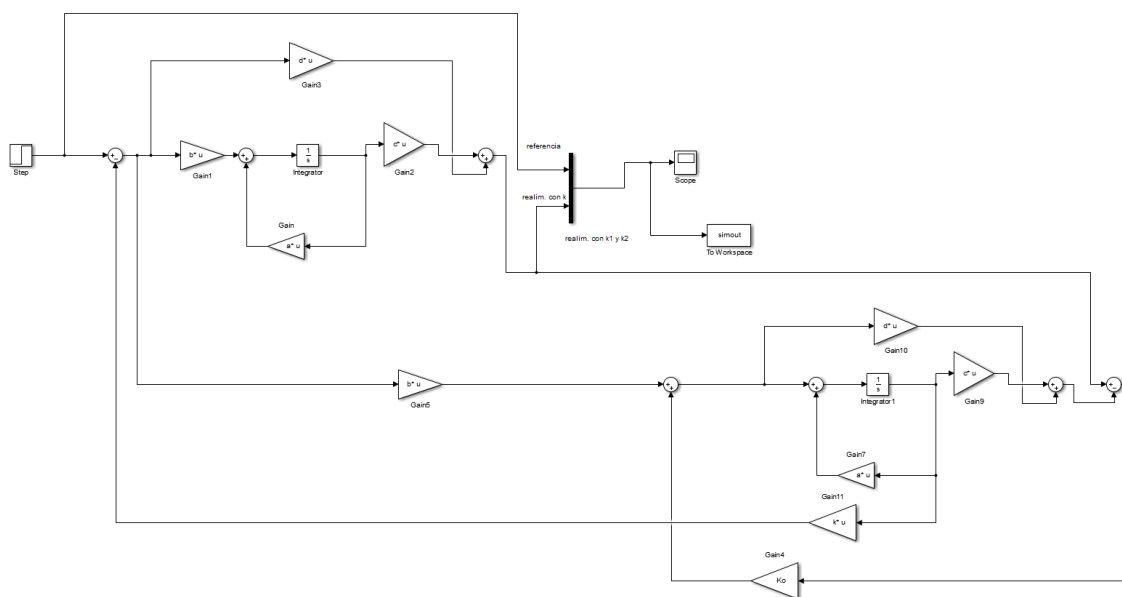 d* u
Gain3
Step
b* u
Gain1
1
s
Integrator
c* u
Gain2
Gain
a* u
referencia
realim. con k
realim. con k1 y k2
Scope
simout
To Workspace
b* u
Gain5
d* u
Gain10
1
s
Integrator1
c* u
Gain9
Gain7
a* u
Gain11
k* u
Gain4
Ko